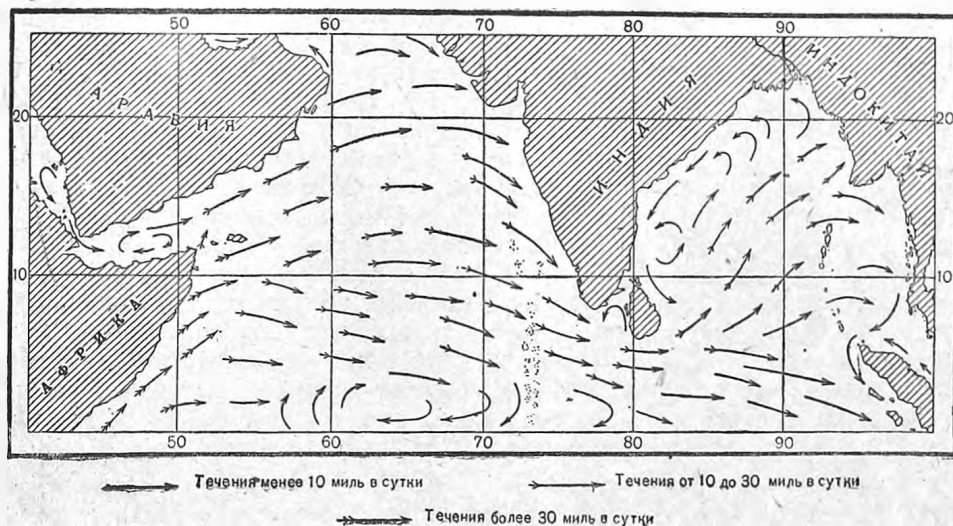 50 60 70 80 90
АРАВИЯ
ИНДИЯ
ИНДОКИТАЙ
20 20
10 10
АФРИКА
50 60 70 80 90
Течения менее 10 миль в сутки
Течения от 10 до 30 миль в сутки
Течения более 30 миль в сутки